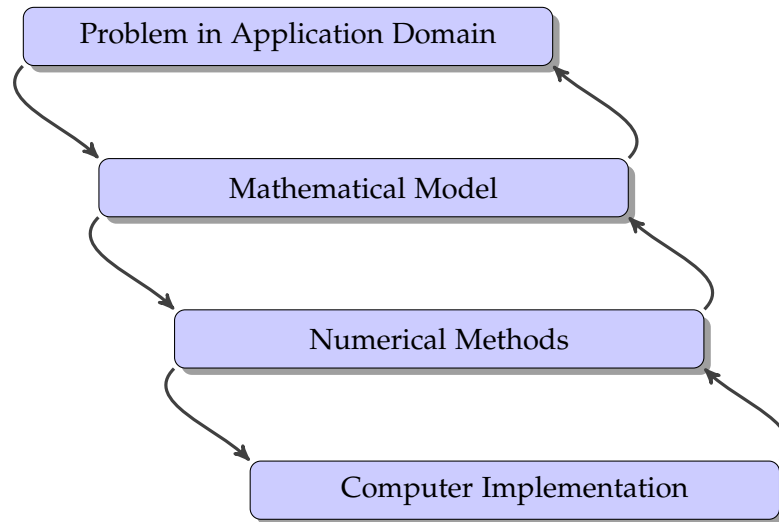 Problem in Application Domain
Mathematical Model
Numerical Methods
Computer Implementation